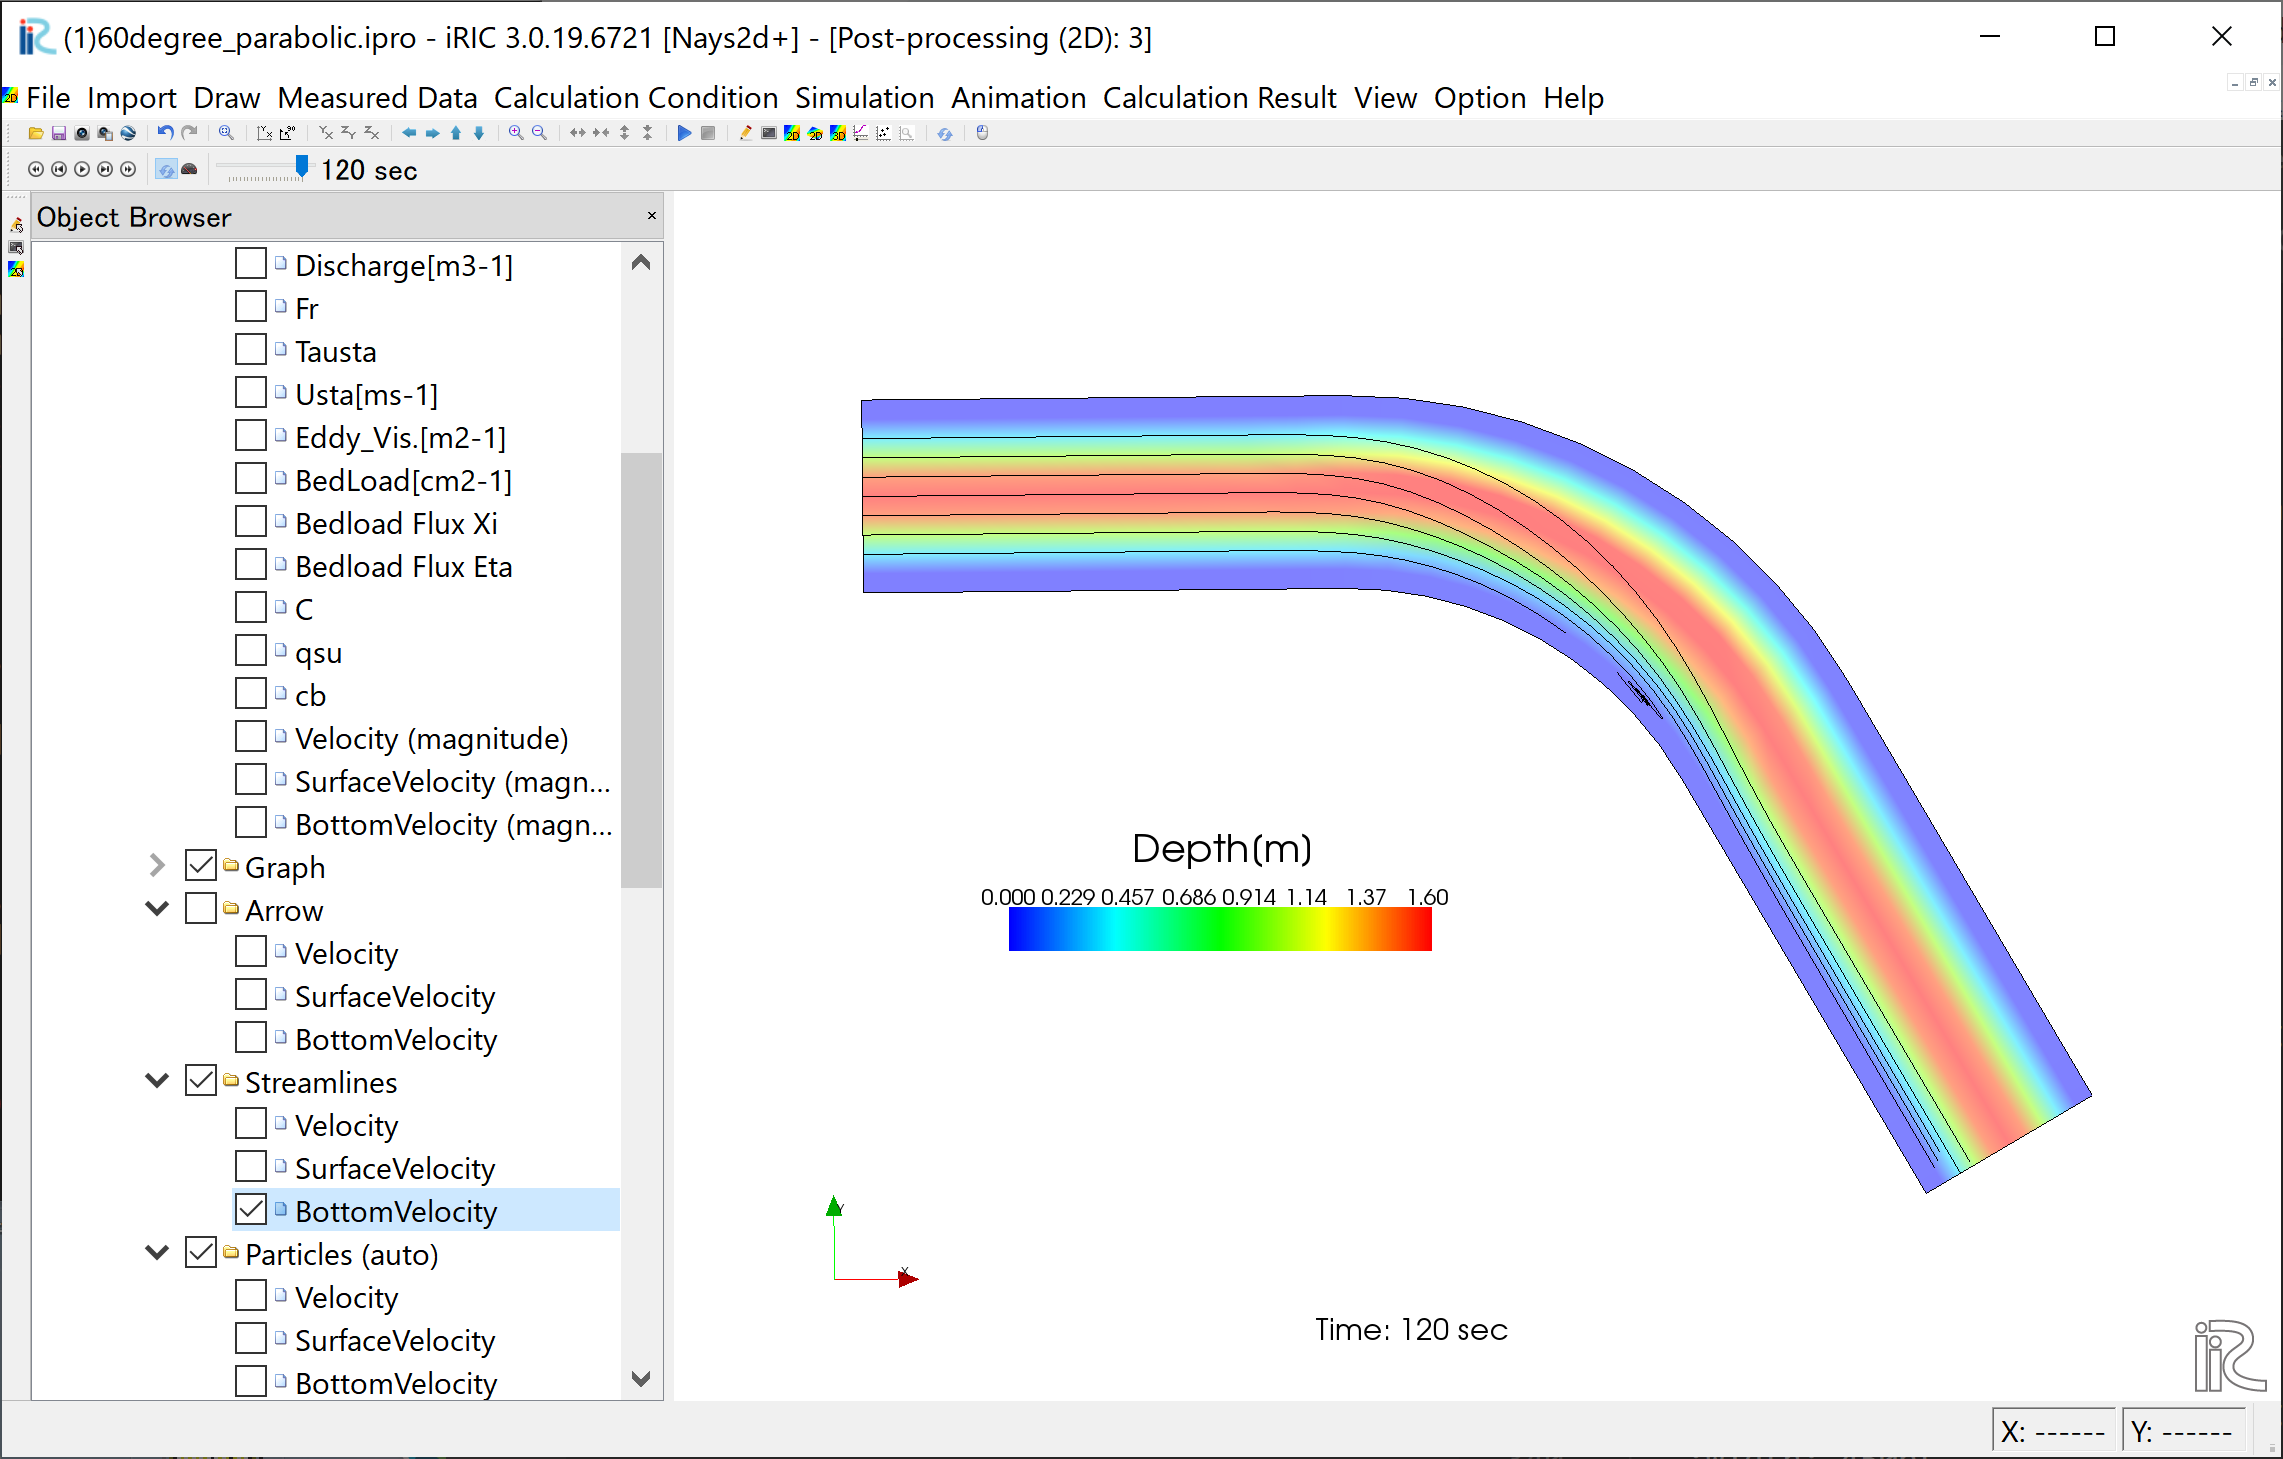 (1)60degree_parabolic.ipro - iRIC 3.0.19.6721 [Nays2d+] - [Post-processing (2D): 3]
File Import Draw Measured Data Calculation Condition Simulation Animation Calculation Result View Option Help
120 sec
Object Browser
Discharge[m3-1]
Fr
Tausta
Usta[ms-1]
Eddy_Vis.[m2-1]
BedLoad[cm2-1]
Bedload Flux Xi
Bedload Flux Eta
C
qsu
cb
Velocity (magnitude)
SurfaceVelocity (magn...
BottomVelocity (magn...
Graph
Arrow
Velocity
SurfaceVelocity
BottomVelocity
Streamlines
Velocity
SurfaceVelocity
BottomVelocity
Particles (auto)
Velocity
SurfaceVelocity
BottomVelocity
Depth(m)
0.000 0.229 0.457 0.686 0.914 1.14 1.37 1.60
Y
X
Time: 120 sec
iRIC
X: ------ Y: ------